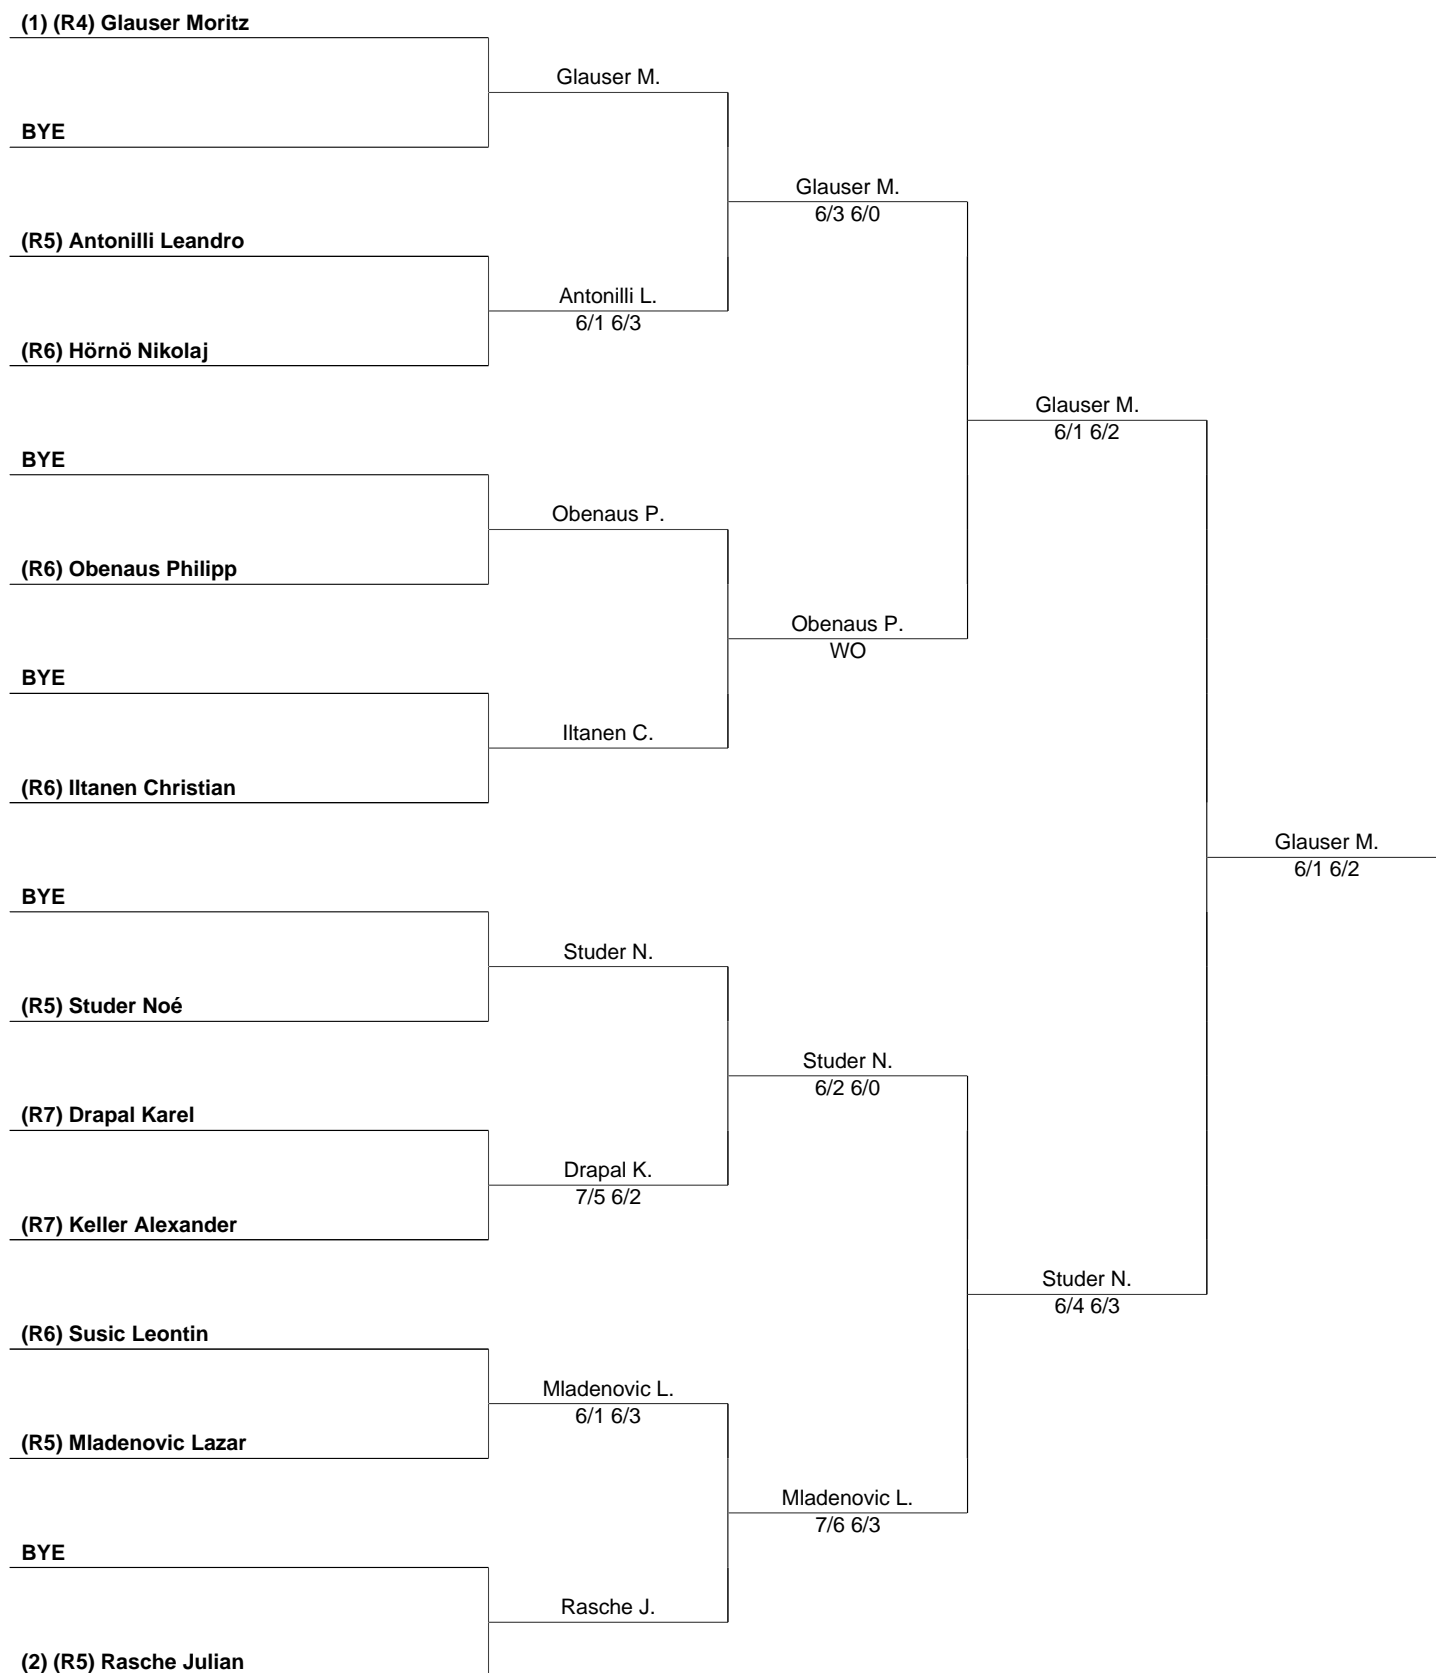 (1) (R4) Glauser Moritz
Glauser M.
BYE
Glauser M.
6/3 6/0
(R5) Antonilli Leandro
Antonilli L.
6/1 6/3
(R6) Hörnö Nikolaj
Glauser M.
6/1 6/2
BYE
Obenaus P.
(R6) Obenaus Philipp
Obenaus P.
WO
BYE
Iltanen C.
(R6) Iltanen Christian
Glauser M.
6/1 6/2
BYE
Studer N.
(R5) Studer Noé
Studer N.
6/2 6/0
(R7) Drapal Karel
Drapal K.
7/5 6/2
(R7) Keller Alexander
Studer N.
6/4 6/3
(R6) Susic Leontin
Mladenovic L.
6/1 6/3
(R5) Mladenovic Lazar
Mladenovic L.
7/6 6/3
BYE
Rasche J.
(2) (R5) Rasche Julian